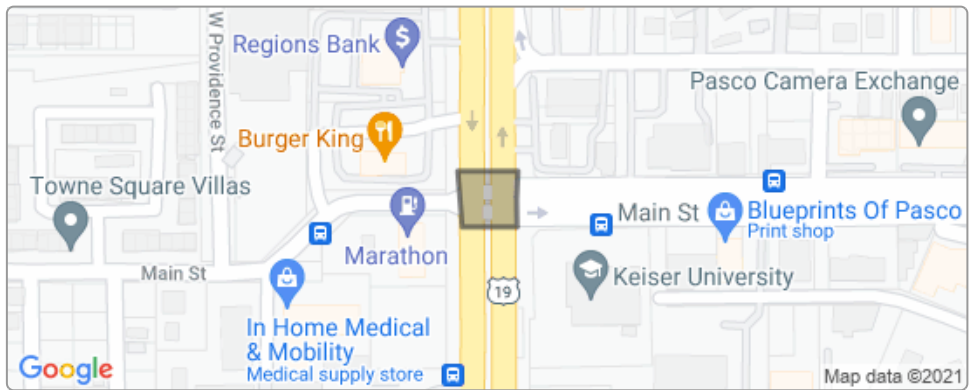 W Providence St
Regions Bank
$
Pasco Camera Exchange
Burger King
Towne Square Villas
Main St
Blueprints Of Pasco
Print shop
Marathon
Main St
Keiser University
19
In Home Medical
& Mobility
Medical supply store
Google
Map data ©2021